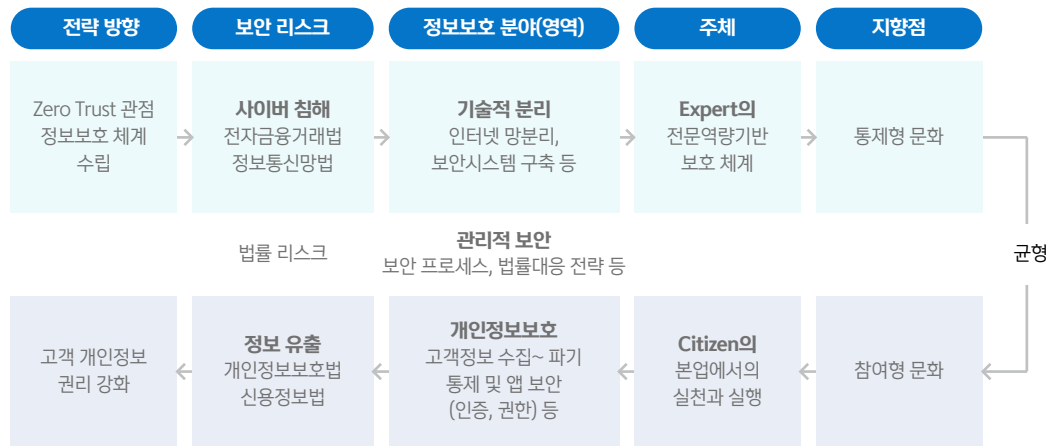 전략 방향
보안 리스크
정보보호 분야(영역)
주체
지향점
Zero Trust 관점
정보보호 체계
수립
사이버 침해
전자금융거래법
정보통신망법
기술적 분리
인터넷 망분리,
보안시스템 구축 등
Expert의
전문역량기반
보호 체계
통제형 문화
법률 리스크
관리적 보안
보안 프로세스, 법률대응 전략 등
균형
고객 개인정보
권리 강화
정보 유출
개인정보보호법
신용정보법
개인정보보호
고객정보 수집~ 파기
통제 및 앱 보안
(인증, 권한) 등
Citizen의
본업에서의
실천과 실행
참여형 문화